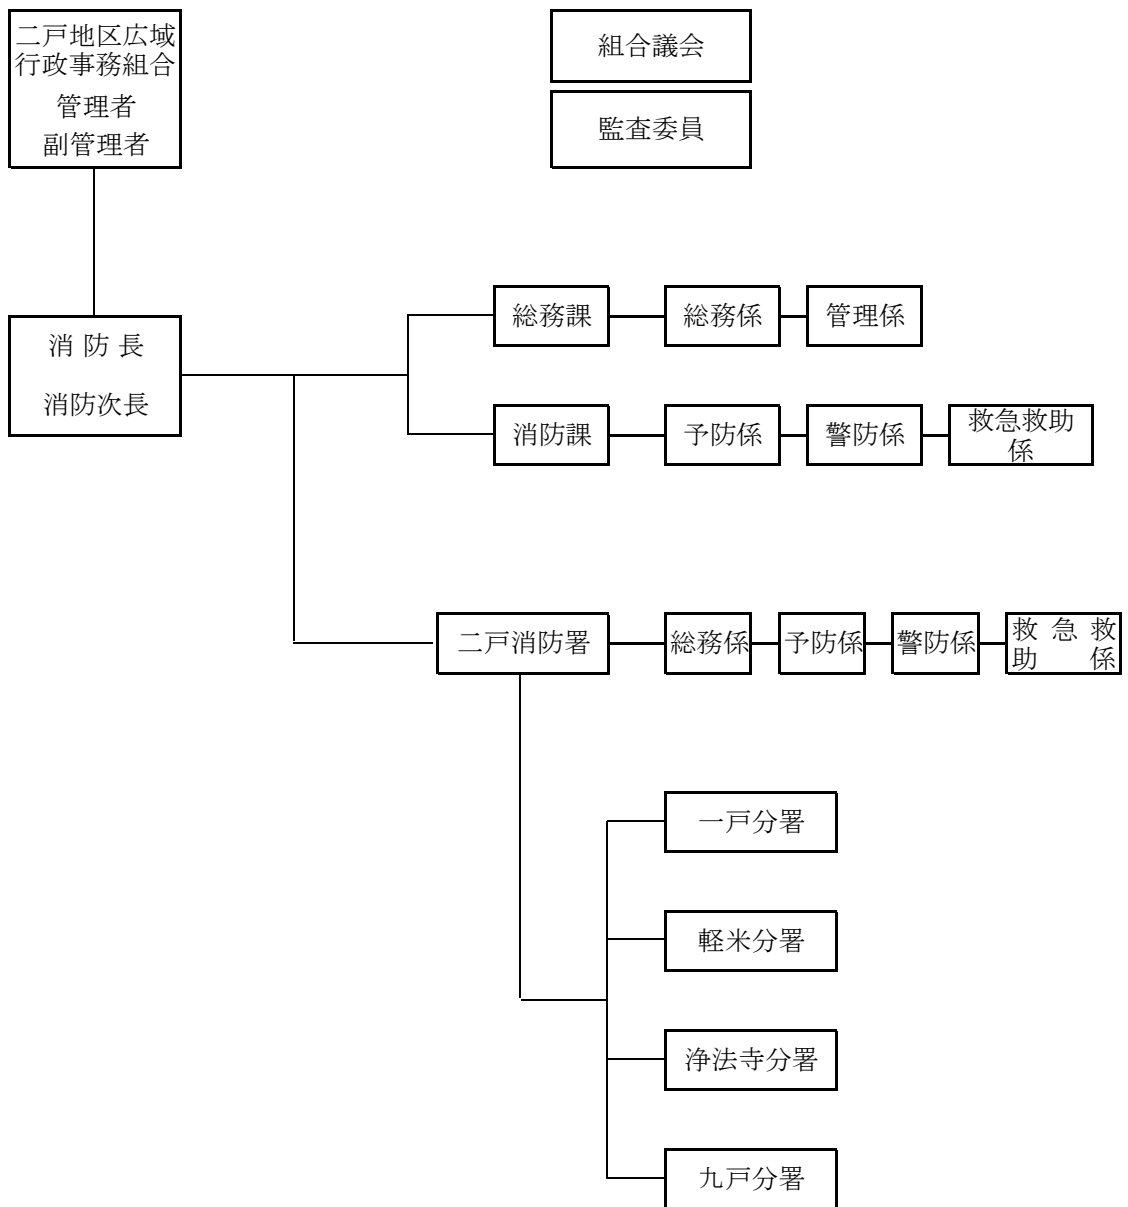 二戸地区広域
行政事務組合
管理者
副管理者
組合議会
監査委員
消防長
消防次長
総務課
総務係
管理係
消防課
予防係
警防係
救急救助
係
二戸消防署
総務係
予防係
警防係
救急救
助係
一戸分署
軽米分署
浄法寺分署
九戸分署